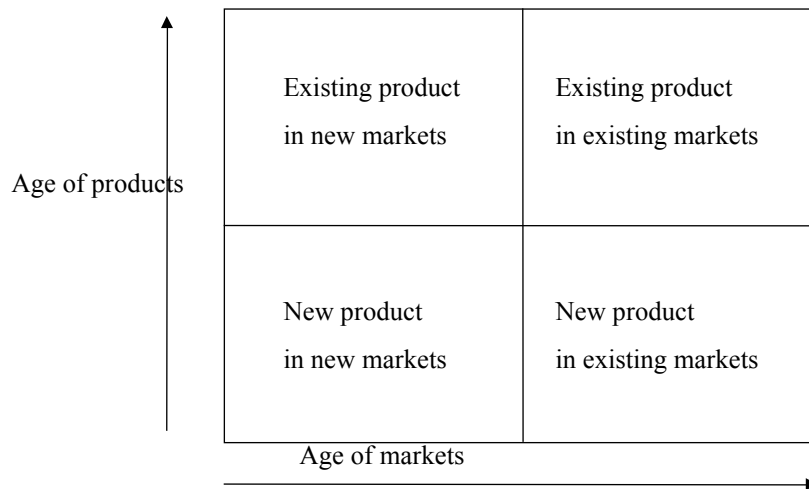 Existing product
in new markets
Existing product
in existing markets
Age of products
New product
in new markets
New product
in existing markets
Age of markets